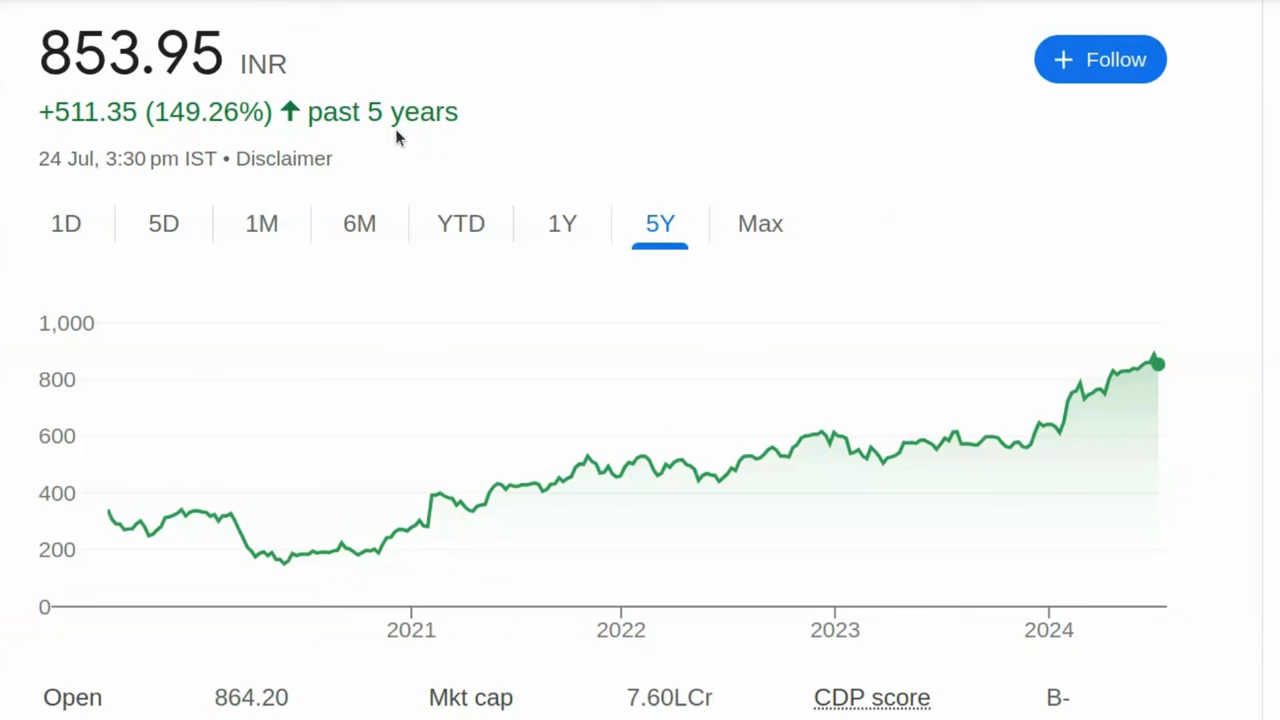 853.95 INR
+ Follow
+511.35 (149.26%) ↑ past 5 years
24 Jul, 3:30 pm IST • Disclaimer
1D 5D 1M 6M YTD 1Y 5Y Max
1,000
800
600
400
200
0
2021 2022 2023 2024
Open 864.20 Mkt cap 7.60LCr CDP score B-